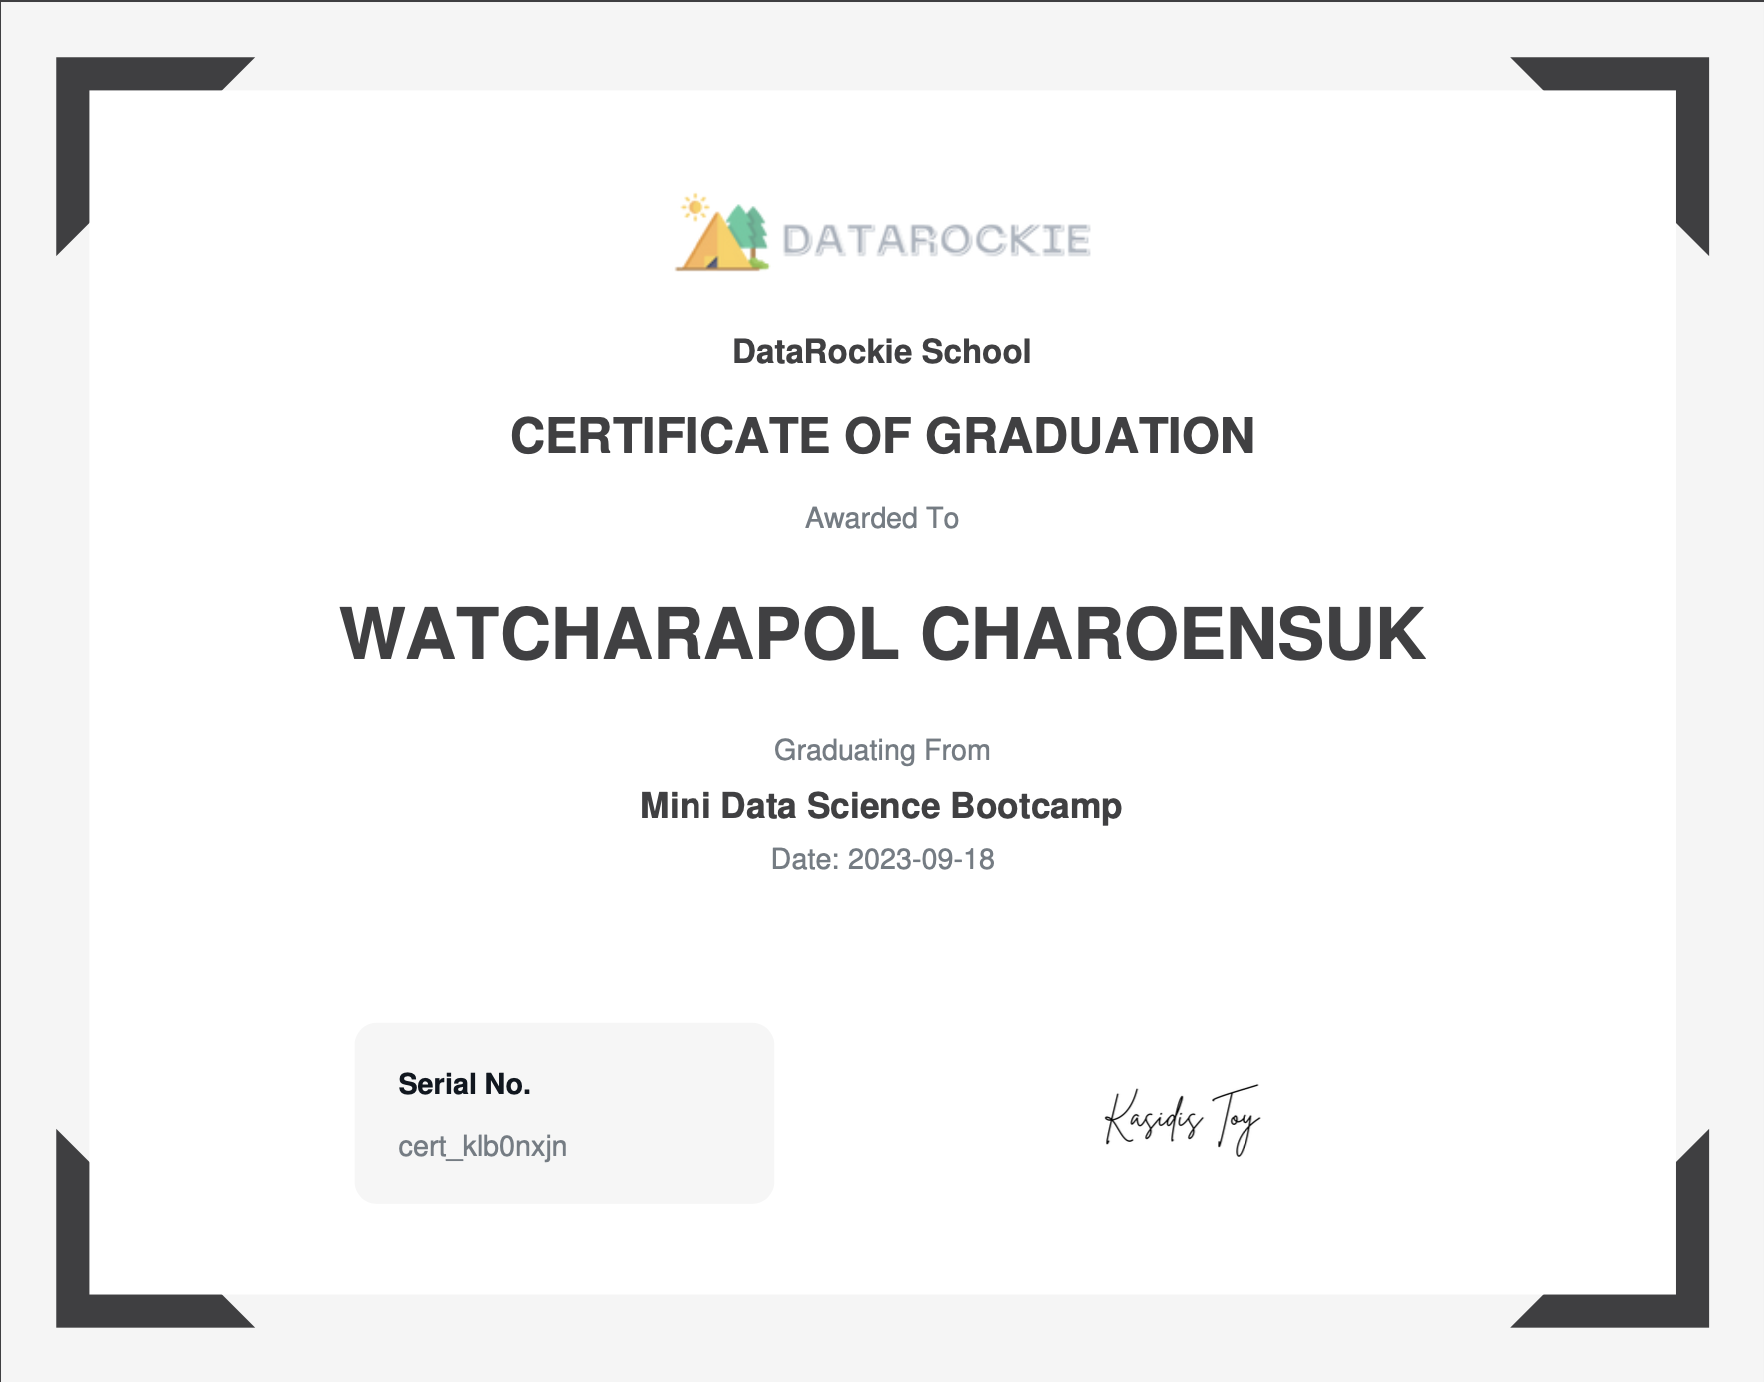 DATAROCKIE
DataRockie School
CERTIFICATE OF GRADUATION
Awarded To
WATCHARAPOL CHAROENSUK
Graduating From
Mini Data Science Bootcamp
Date: 2023-09-18
Serial No.
cert_klb0nxjn
Kasidis Toy